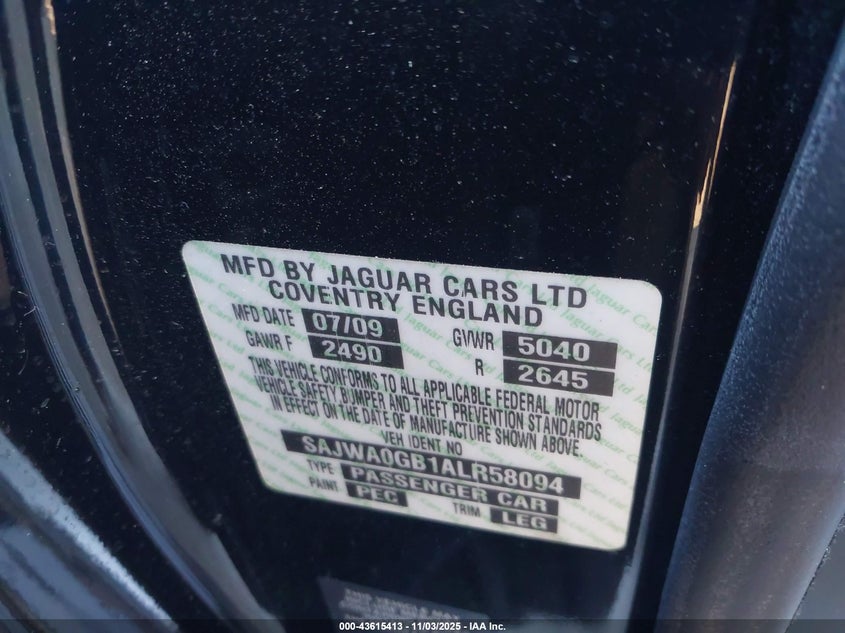 MFD BY JAGUAR CARS LTD
COVENTRY ENGLAND
MFD DATE 07/09 GVWR 5040
GAWR F 2490 R 2645
THIS VEHICLE CONFORMS TO ALL APPLICABLE FEDERAL MOTOR
VEHICLE SAFETY BUMPER AND THEFT PREVENTION STANDARDS
IN EFFECT ON THE DATE OF MANUFACTURE SHOWN ABOVE.
VEH IDENT NO
SAJWA0GB1ALR58094
TYPE PASSENGER CAR
PAINT PEC TRIM LEG
000-43615413 - 11/03/2025 - IAA Inc.